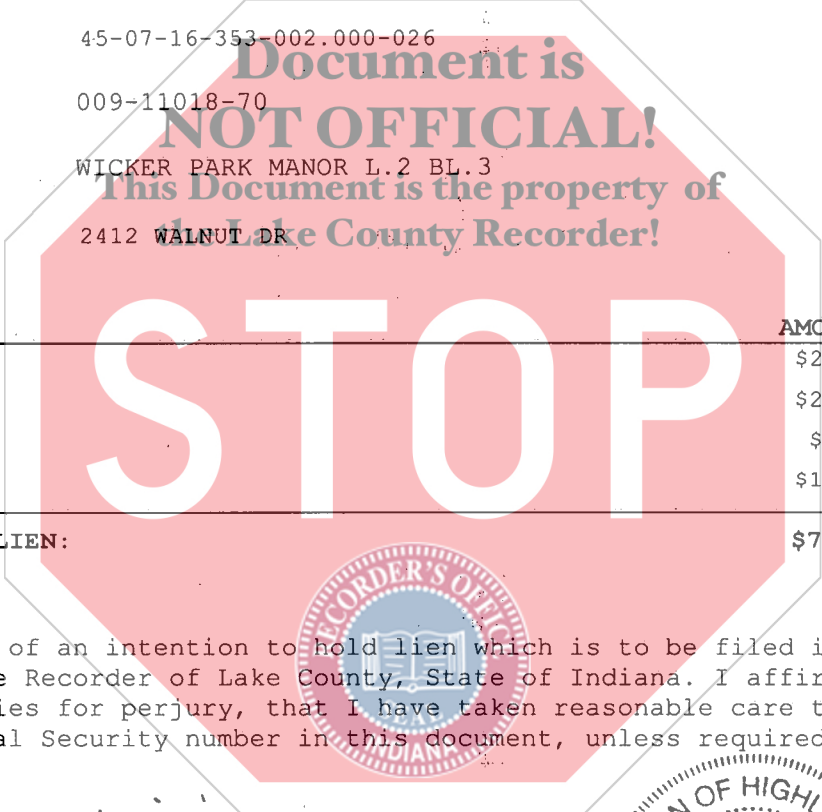 45-07-16-353-002.000-026
Document is
009-11018-70
NOT OFFICIAL!
WICKER PARK MANOR L.2 BL.3
This Document is the property of
2412 WALNUT DR
the Lake County Recorder!
AMO
$2
$2
$
$1
STOP
LIEN:
$7
RECORDER'S OFFICE
of an intention to hold lien which is to be filed i
e Recorder of Lake County, State of Indiana. I affir
ies for perjury, that I have taken reasonable care t
SEAL
al Security number in this document, unless required
INDIANA
OF HIGH